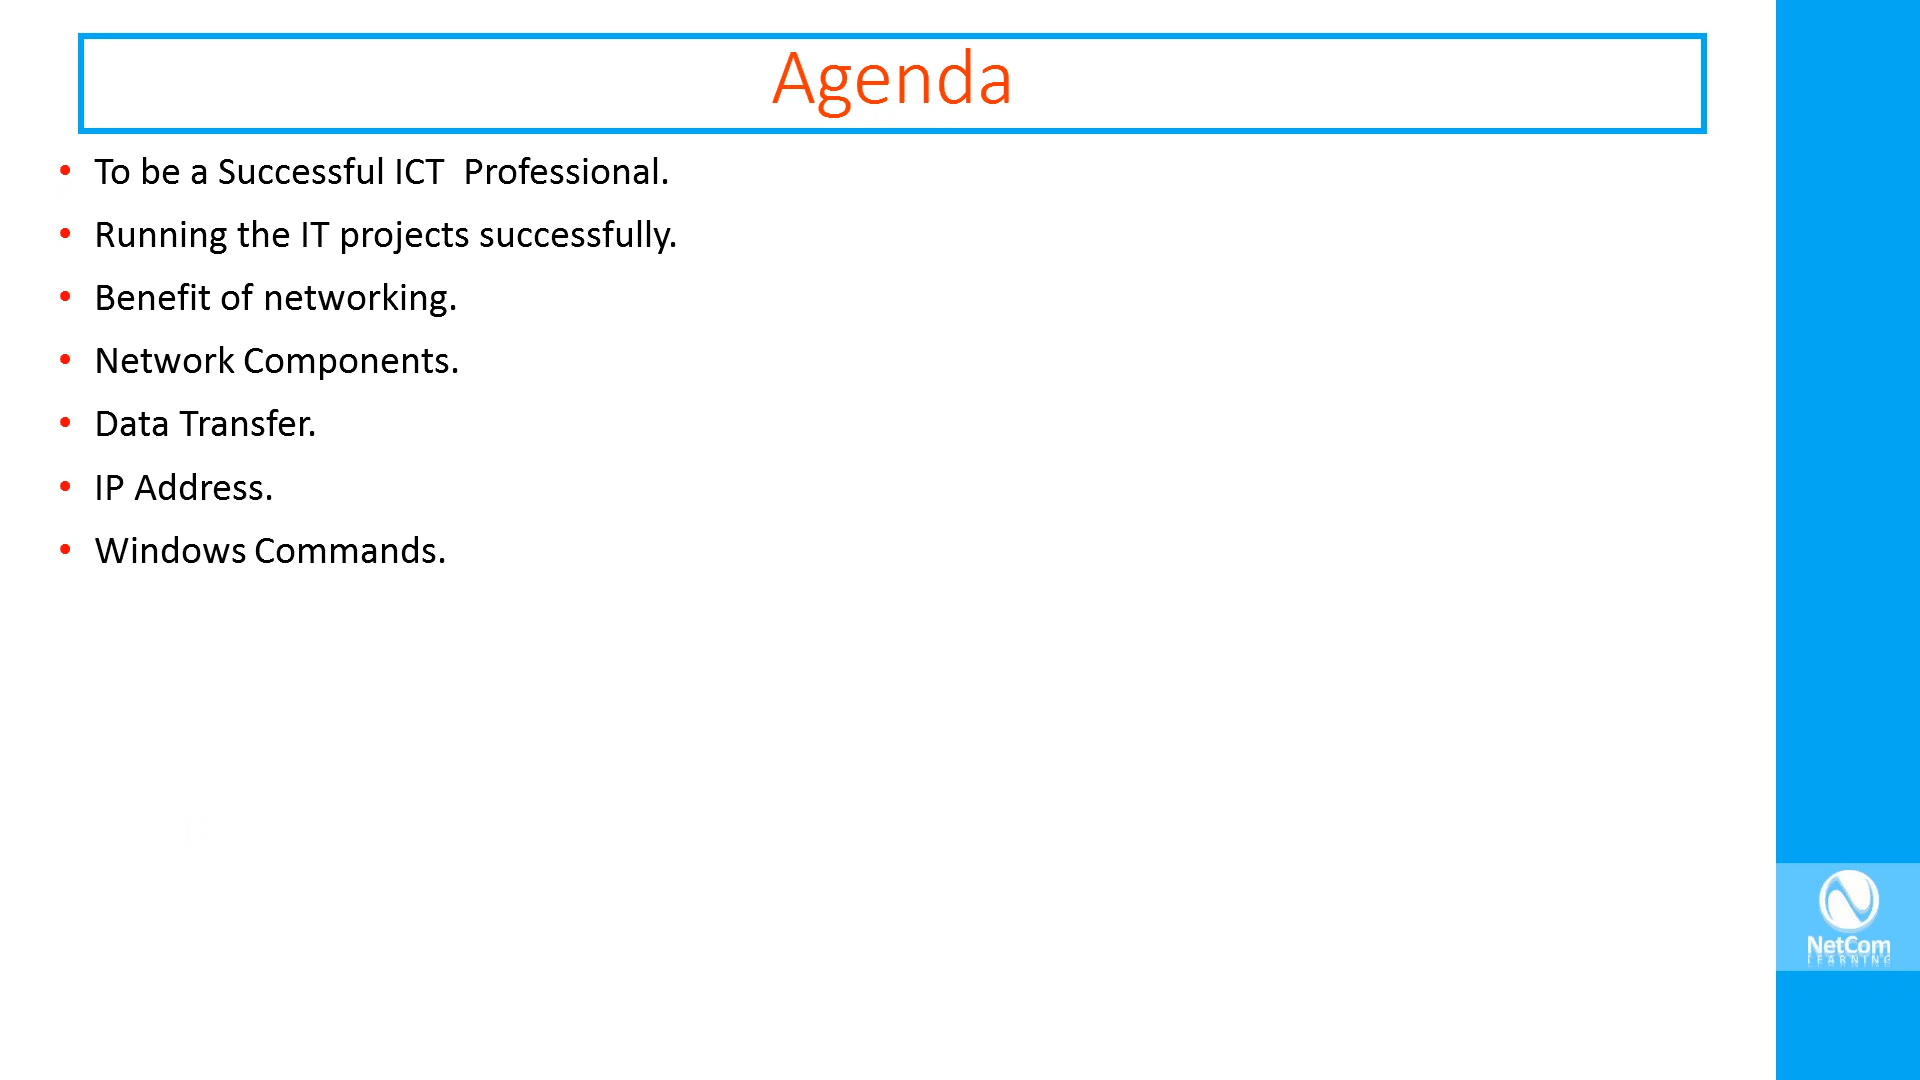 Agenda
• To be a Successful ICT  Professional.
• Running the IT projects successfully.
• Benefit of networking.
• Network Components.
• Data Transfer.
• IP Address.
• Windows Commands.
NetCom
LEARNING